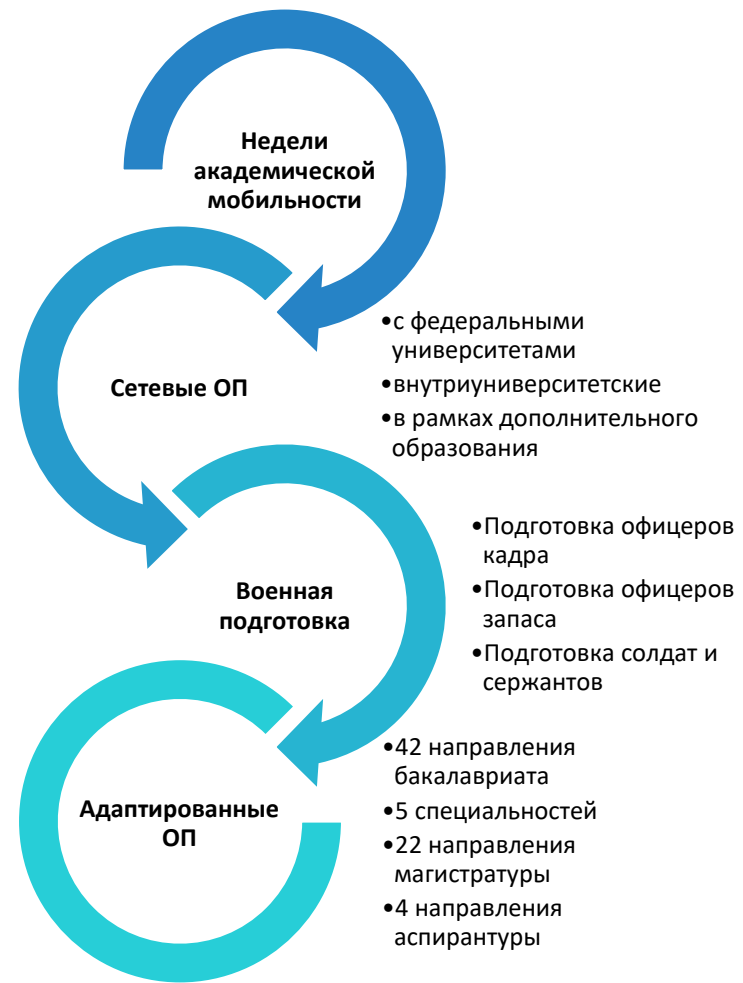 Недели
академической
мобильности
Сетевые ОП
•с федеральными
университетами
•внутриуниверситетские
•в рамках дополнительного
образования
Военная
подготовка
•Подготовка офицеров
кадра
•Подготовка офицеров
запаса
•Подготовка солдат и
сержантов
Адаптированные
ОП
•42 направления
бакалавриата
•5 специальностей
•22 направления
магистратуры
•4 направления
аспирантуры